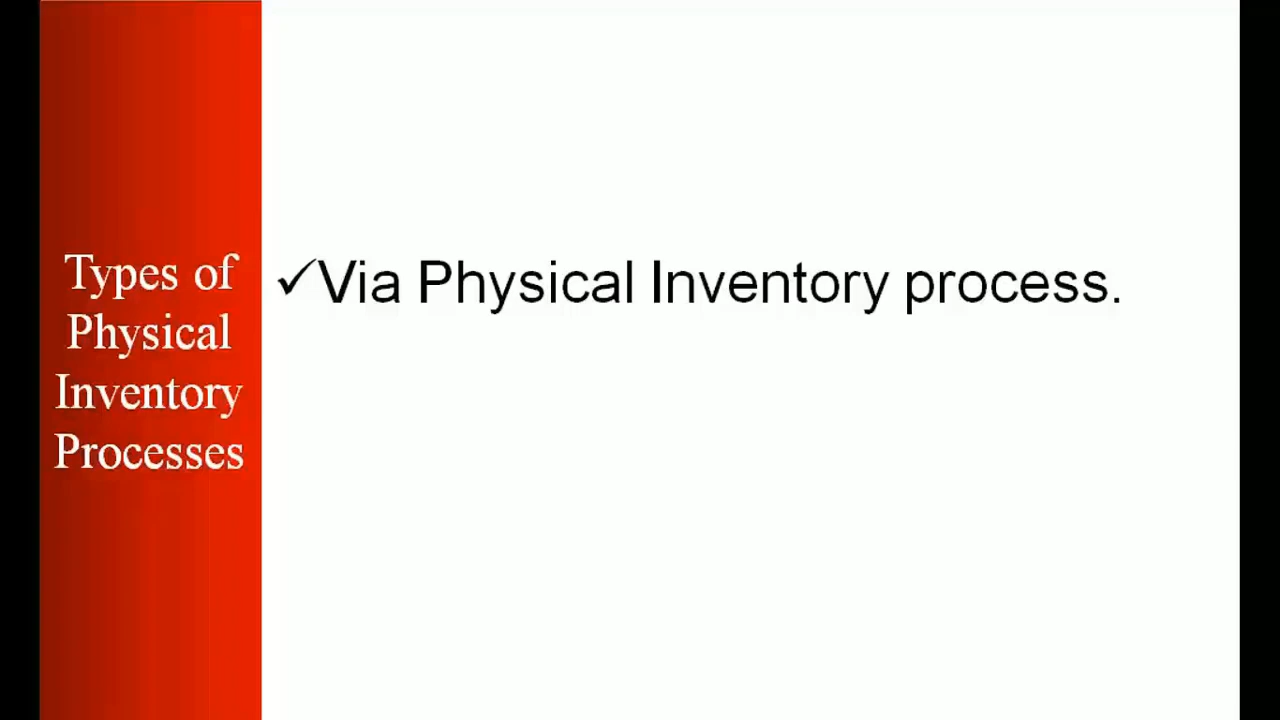 Types of
Physical
Inventory
Processes
✓Via Physical Inventory process.